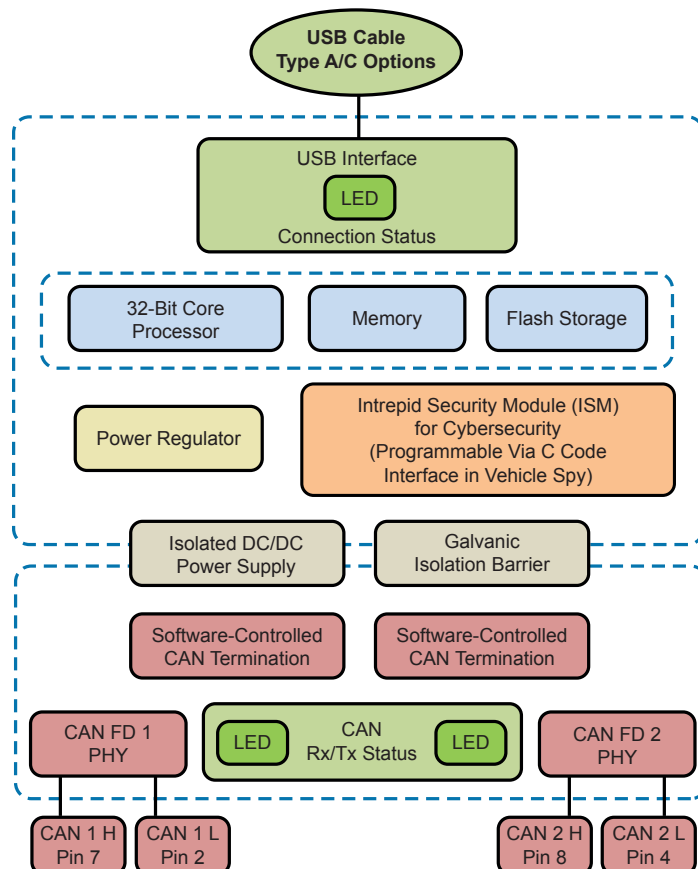 USB Cable
Type A/C Options
USB Interface
LED
Connection Status
32-Bit Core
Processor
Memory
Flash Storage
Power Regulator
Intrepid Security Module (ISM)
for Cybersecurity
(Programmable Via C Code
Interface in Vehicle Spy)
Isolated DC/DC
Power Supply
Galvanic
Isolation Barrier
Software-Controlled
CAN Termination
Software-Controlled
CAN Termination
CAN FD 1
PHY
LED
CAN
Rx/Tx Status
LED
CAN FD 2
PHY
CAN 1 H
Pin 7
CAN 1 L
Pin 2
CAN 2 H
Pin 8
CAN 2 L
Pin 4